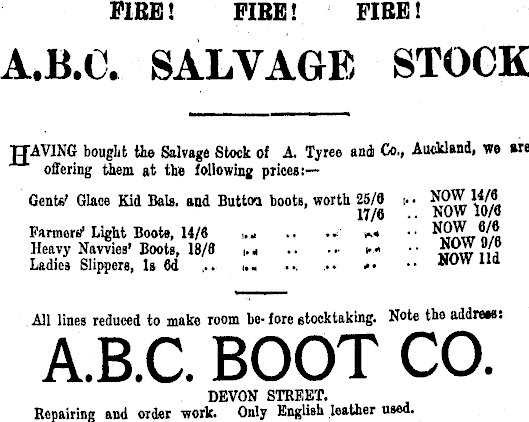 FIRE! FIRE! FIRE!
A.B.C. SALVAGE STOCK
HAVING bought the Salvage Stock of A. Tyree and Co., Auckland, we are
offering them at the following prices:—
Gents' Glace Kid Bals. and Button boots, worth 25/6 .. NOW 14/6
17/6 .. NOW 10/6
Farmers' Light Boots, 14/6 .. .. .. .. NOW 6/6
Heavy Navvies' Boots, 18/6 .. .. .. .. NOW 9/6
Ladies Slippers, 1s 6d .. .. .. .. .. NOW 11d
All lines reduced to make room be-fore stocktaking. Note the address:
A.B.C. BOOT CO.
DEVON STREET.
Repairing and order work. Only English leather used.